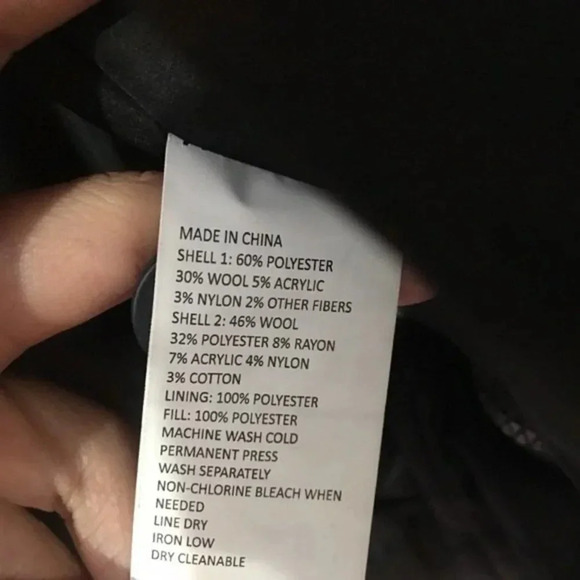 MADE IN CHINA
SHELL 1: 60% POLYESTER
30% WOOL 5% ACRYLIC
3% NYLON 2% OTHER FIBERS
SHELL 2: 46% WOOL
32% POLYESTER 8% RAYON
7% ACRYLIC 4% NYLON
3% COTTON
LINING: 100% POLYESTER
FILL: 100% POLYESTER
MACHINE WASH COLD
PERMANENT PRESS
WASH SEPARATELY
NON-CHLORINE BLEACH WHEN
NEEDED
LINE DRY
IRON LOW
DRY CLEANABLE